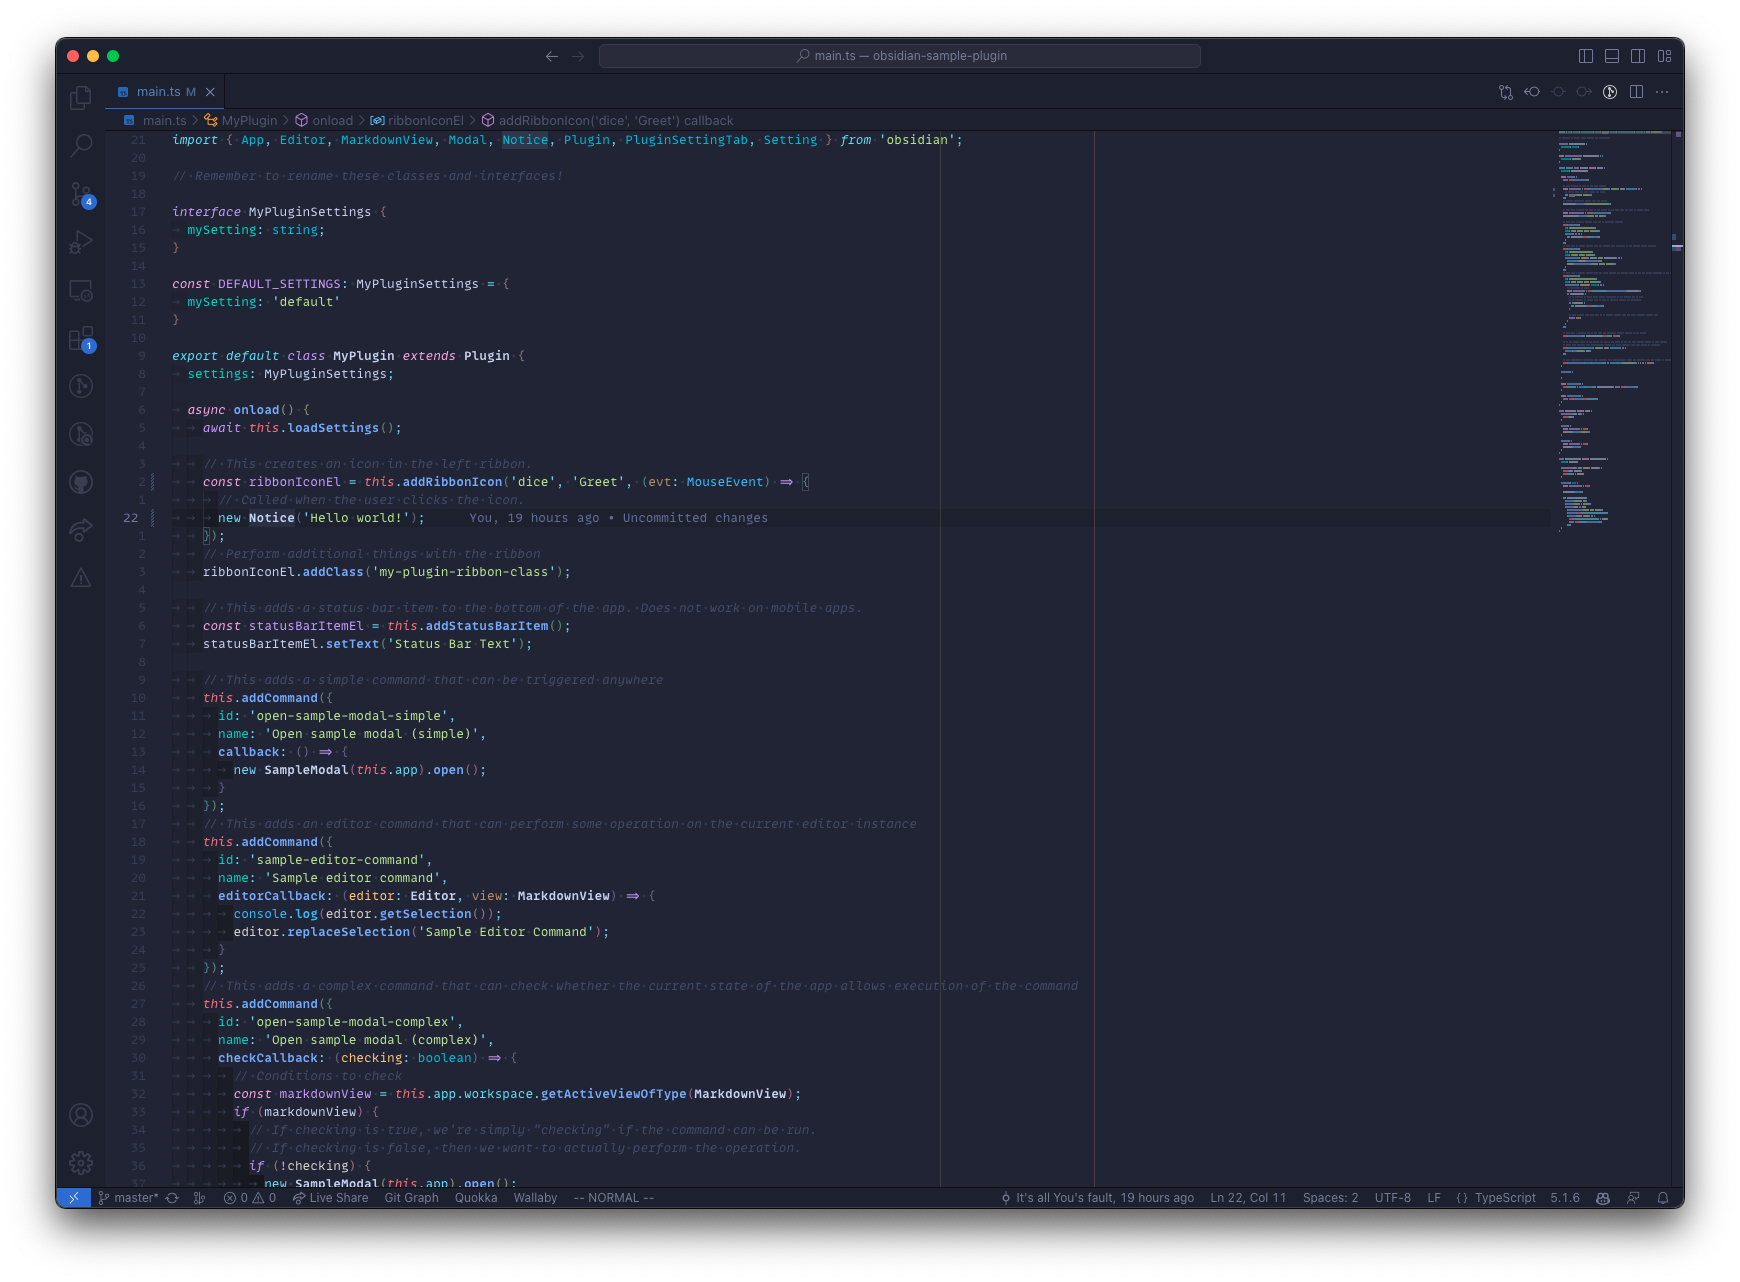 main.ts — obsidian-sample-plugin
main.ts M
main.ts > MyPlugin > onload > ribbonIconEl > addRibbonIcon('dice', 'Greet') callback
4
1
21 import { App, Editor, MarkdownView, Modal, Notice, Plugin, PluginSettingTab, Setting } from 'obsidian';
20
19 // Remember to rename these classes and interfaces!
18
17 interface MyPluginSettings {
16 mySetting: string;
15 }
14
13 const DEFAULT_SETTINGS: MyPluginSettings = {
12 mySetting: 'default'
11 }
10
9 export default class MyPlugin extends Plugin {
8 settings: MyPluginSettings;
7
6 async onload() {
5 await this.loadSettings();
4
3 // This creates an icon in the left ribbon.
2 const ribbonIconEl = this.addRibbonIcon('dice', 'Greet', (evt: MouseEvent) => {
1 // Called when the user clicks the icon.
22 new Notice('Hello world!'); You, 19 hours ago • Uncommitted changes
1 });
2 // Perform additional things with the ribbon
3 ribbonIconEl.addClass('my-plugin-ribbon-class');
4
5 // This adds a status bar item to the bottom of the app. Does not work on mobile apps.
6 const statusBarItemEl = this.addStatusBarItem();
7 statusBarItemEl.setText('Status Bar Text');
8
9 // This adds a simple command that can be triggered anywhere
10 this.addCommand({
11 id: 'open-sample-modal-simple',
12 name: 'Open sample modal (simple)',
13 callback: () => {
14 new SampleModal(this.app).open();
15 }
16 });
17 // This adds an editor command that can perform some operation on the current editor instance
18 this.addCommand({
19 id: 'sample-editor-command',
20 name: 'Sample editor command',
21 editorCallback: (editor: Editor, view: MarkdownView) => {
22 console.log(editor.getSelection());
23 editor.replaceSelection('Sample Editor Command');
24 }
25 });
26 // This adds a complex command that can check whether the current state of the app allows execution of the command
27 this.addCommand({
28 id: 'open-sample-modal-complex',
29 name: 'Open sample modal (complex)',
30 checkCallback: (checking: boolean) => {
31 // Conditions to check
32 const markdownView = this.app.workspace.getActiveViewOfType(MarkdownView);
33 if (markdownView) {
34 // If checking is true, we're simply "checking" if the command can be run.
35 // If checking is false, then we want to actually perform the operation.
36 if (!checking) {
37 new SampleModal(this.app).open();
master* 0 0 Live Share Git Graph Quokka Wallaby -- NORMAL -- It's all You's fault, 19 hours ago Ln 22, Col 11 Spaces: 2 UTF-8 LF {} TypeScript 5.1.6